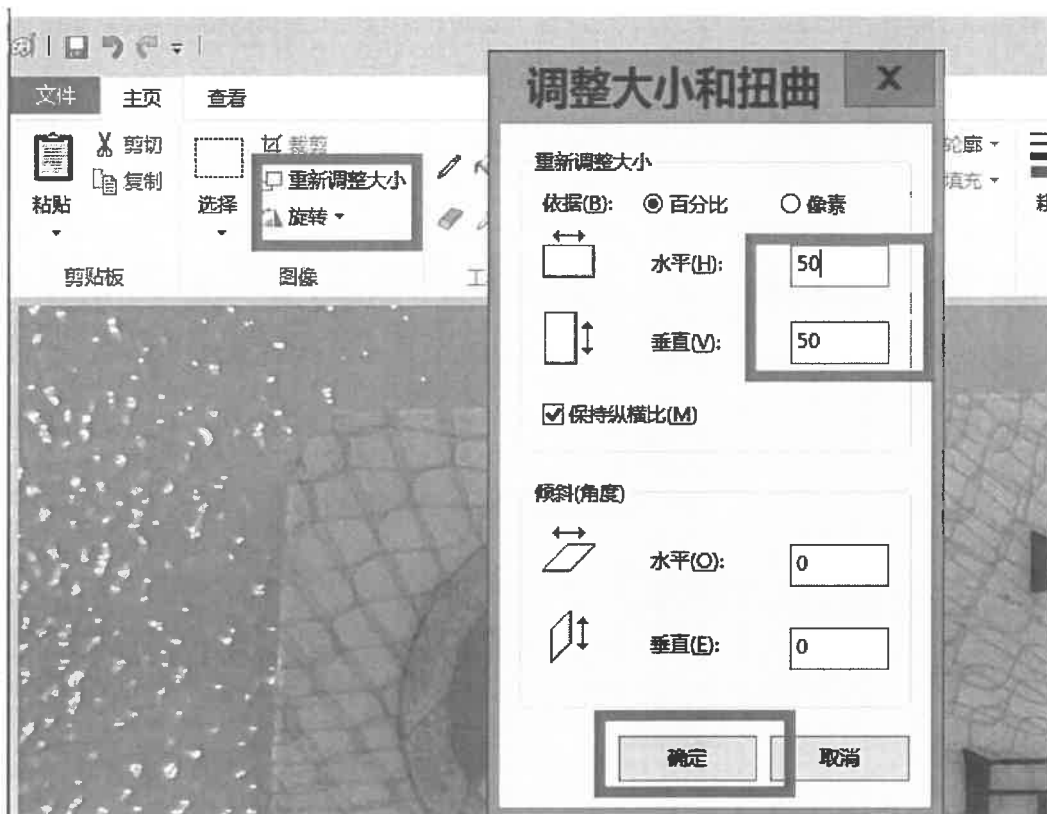 文件 主页 查看
调整大小和扭曲 X
剪切
复制
粘贴
剪贴板
选择
裁剪
重新调整大小
旋转
图像
轮廓
填充
重新调整大小
依据(B): 百分比 像素
水平(H): 50
垂直(V): 50
保持纵横比(M)
倾斜(角度)
水平(O): 0
垂直(E): 0
确定 取消